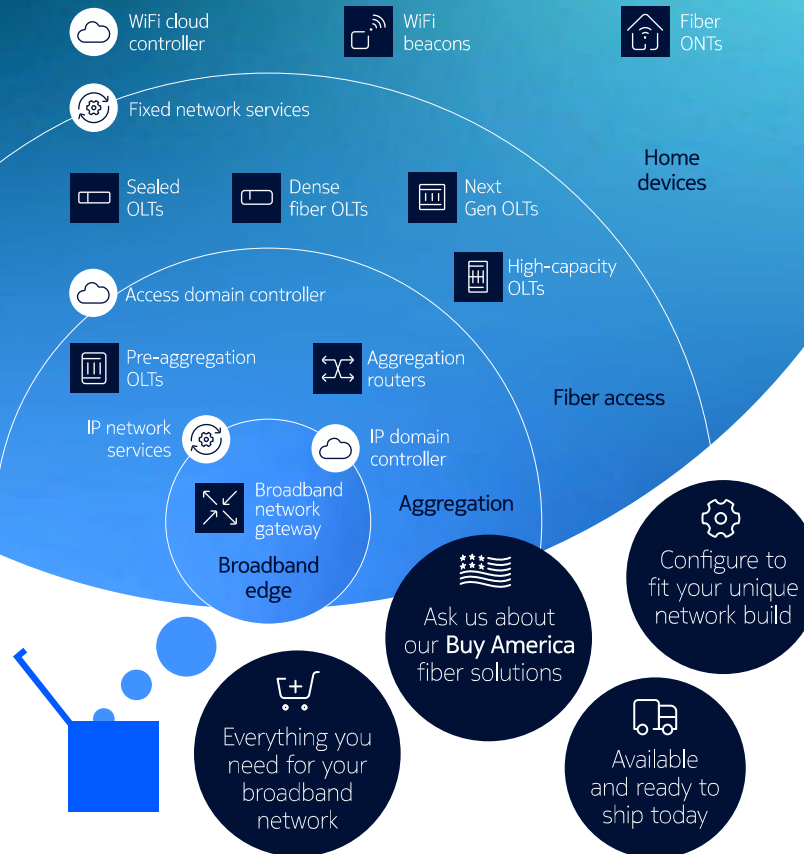 WiFi cloud
controller
WiFi
beacons
Fiber
ONTs
Fixed network services
Home
devices
Sealed
OLTs
Dense
fiber OLTs
Next
Gen OLTs
High-capacity
OLTs
Access domain controller
Pre-aggregation
OLTs
Aggregation
routers
Fiber access
IP network
services
IP domain
controller
Broadband
network
gateway
Aggregation
Broadband
edge
Configure to
fit your unique
network build
Ask us about
our Buy America
fiber solutions
Everything you
need for your
broadband
network
Available
and ready to
ship today